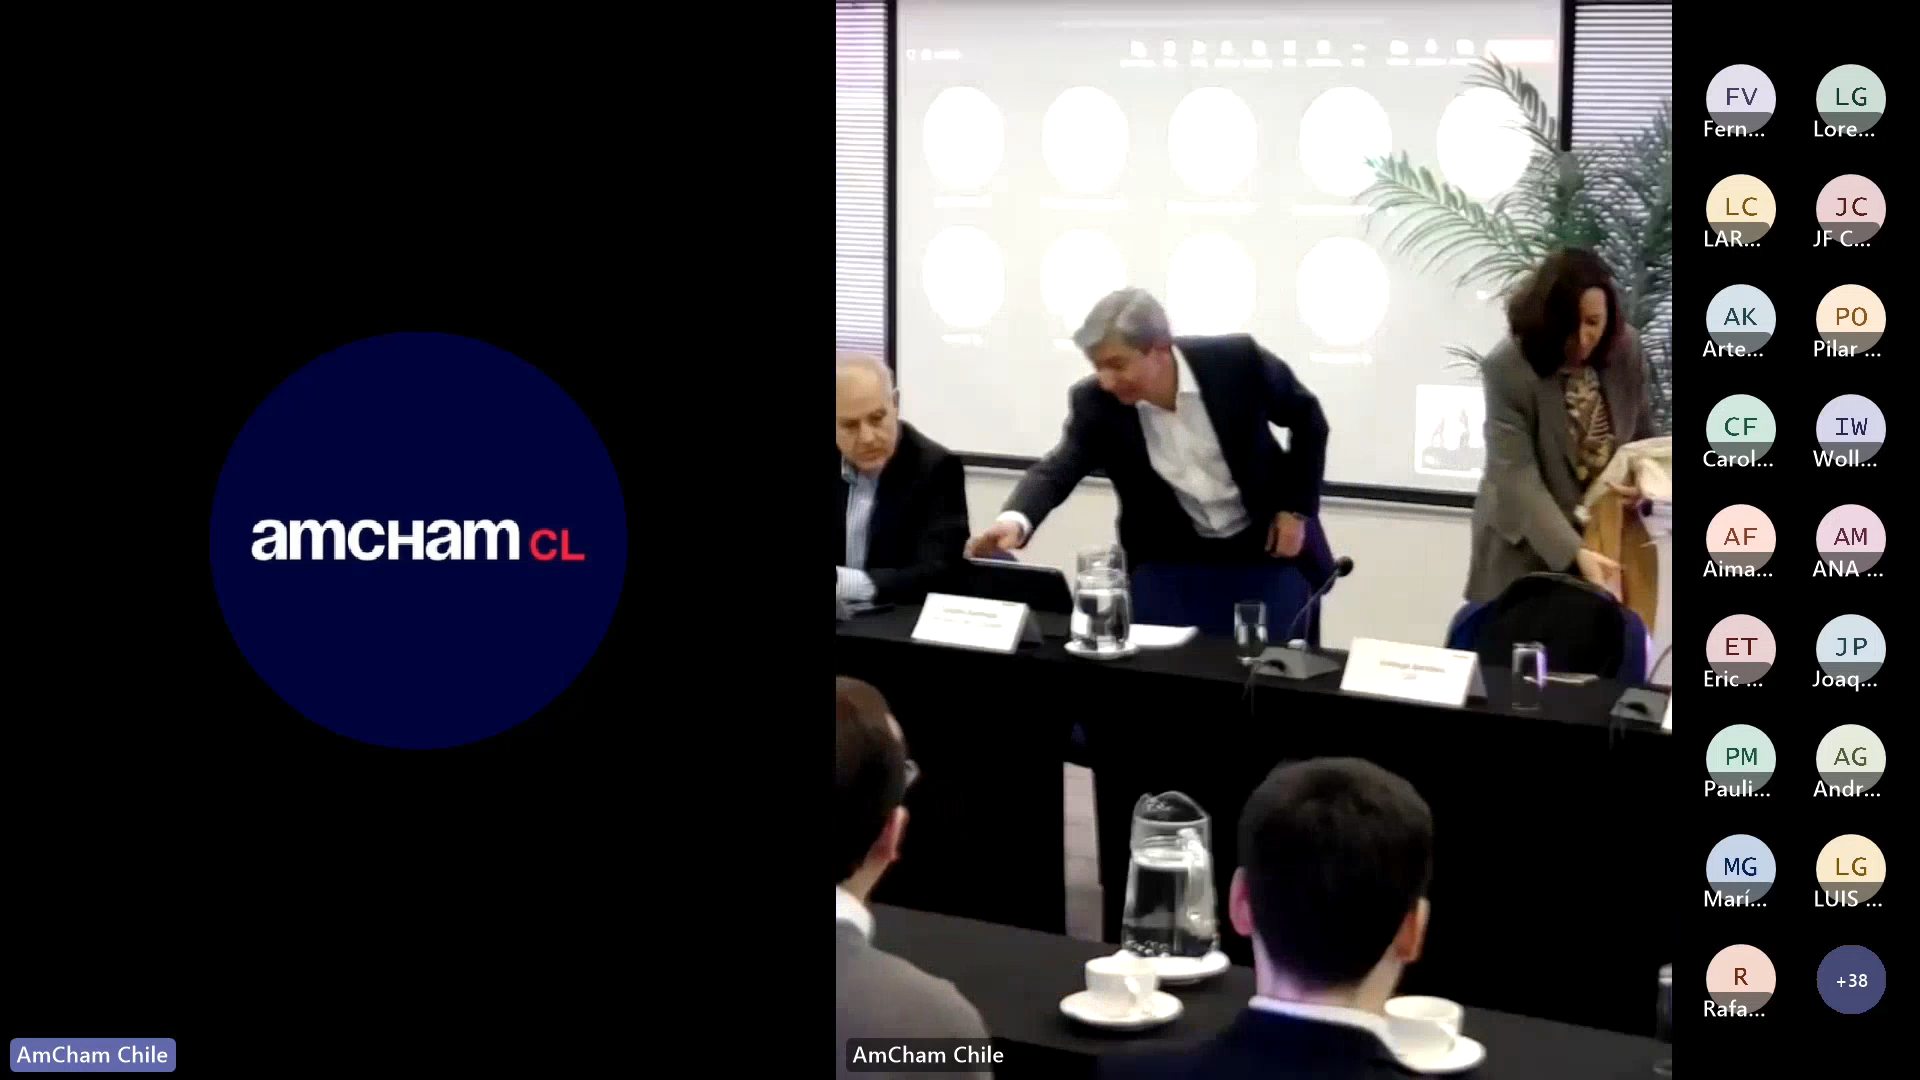 amcHam CL
AmCham Chile
AmCham Chile
FV
Fern...
LG
Lore...
LC
LAR...
JC
JF C...
AK
Arte...
PO
Pilar ...
CF
Carol...
IW
Woll...
AF
Aima...
AM
ANA ...
ET
Eric ...
JP
Joaq...
PM
Pauli...
AG
Andr...
MG
Marí...
LG
LUIS ...
R
Rafa...
+38